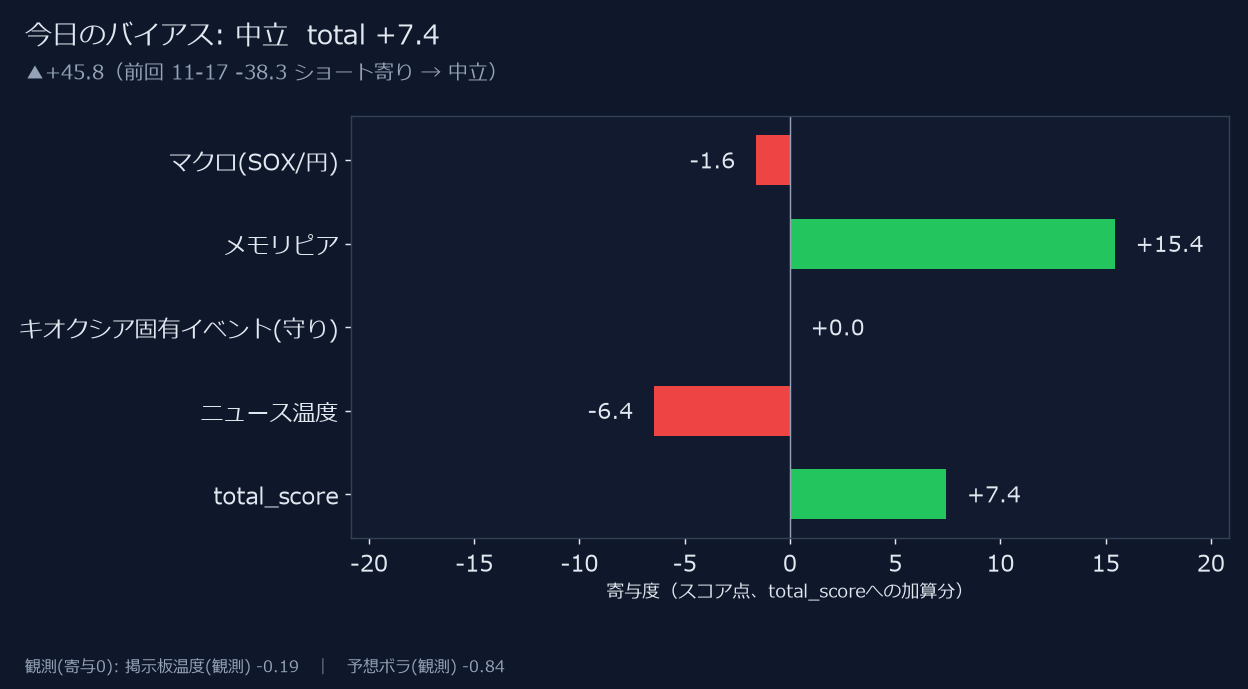 今日のバイアス: 中立 total +7.4
▲+45.8（前回 11-17 -38.3 ショート寄り → 中立）
マクロ(SOX/円) -1.6
メモリピア +15.4
キオクシア固有イベント(守り) +0.0
ニュース温度 -6.4
total_score +7.4
-20 -15 -10 -5 0 5 10 15 20
寄与度（スコア点、total_scoreへの加算分）
観測(寄与0): 掲示板温度(観測) -0.19 ｜ 予想ボラ(観測) -0.84